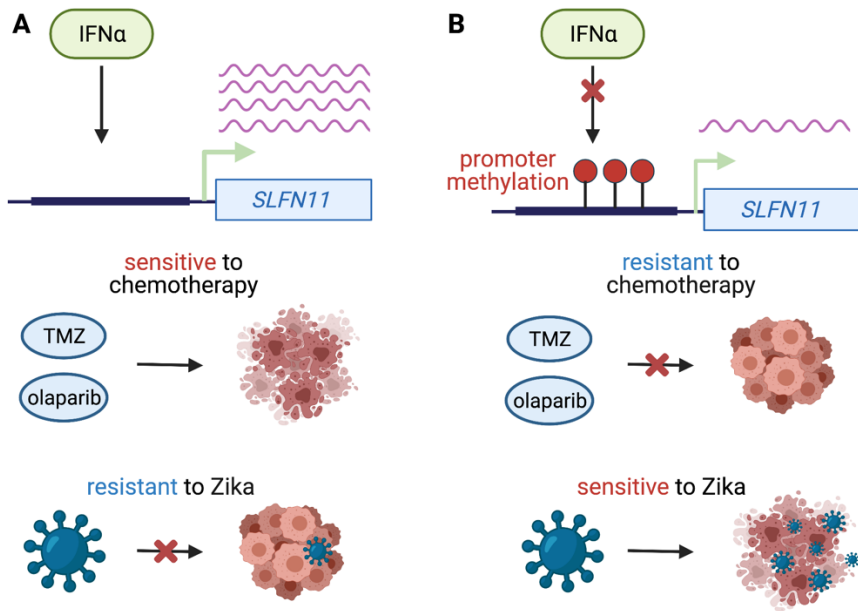 A
IFNα
SLFN11
sensitive to
chemotherapy
TMZ
olaparib
resistant to Zika
B
IFNα
promoter
methylation
SLFN11
resistant to
chemotherapy
TMZ
olaparib
sensitive to Zika